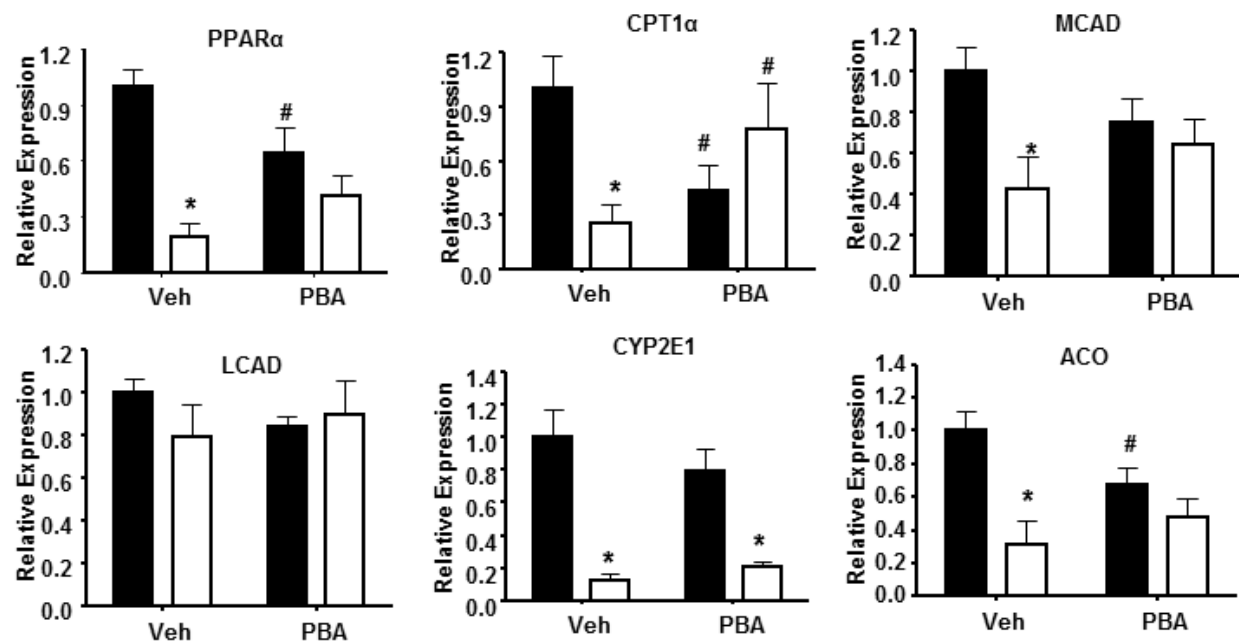 PPARα
Relative Expression
1.2
0.9
0.6
0.3
0.0
#
*
Veh PBA
CPT1α
Relative Expression
1.2
0.9
0.6
0.3
0.0
#
#
*
Veh PBA
MCAD
Relative Expression
1.2
1.0
0.8
0.6
0.4
0.2
0.0
*
Veh PBA
LCAD
Relative Expression
1.2
1.0
0.8
0.6
0.4
0.2
0.0
Veh PBA
CYP2E1
Relative Expression
1.4
1.2
1.0
0.8
0.6
0.4
0.2
0.0
*
*
Veh PBA
ACO
Relative Expression
1.4
1.2
1.0
0.8
0.6
0.4
0.2
0.0
#
*
Veh PBA